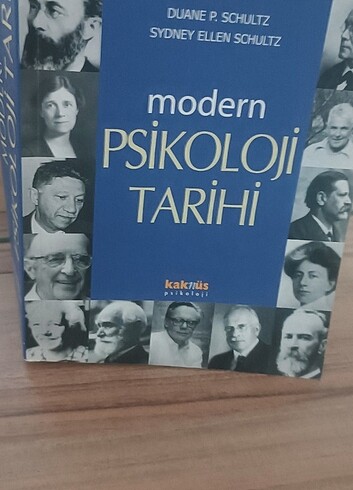 DUANE P. SCHULTZ
SYDNEY ELLEN SCHULTZ
modern
PSİKOLOJİ
TARİHİ
kaknüs
psikoloji